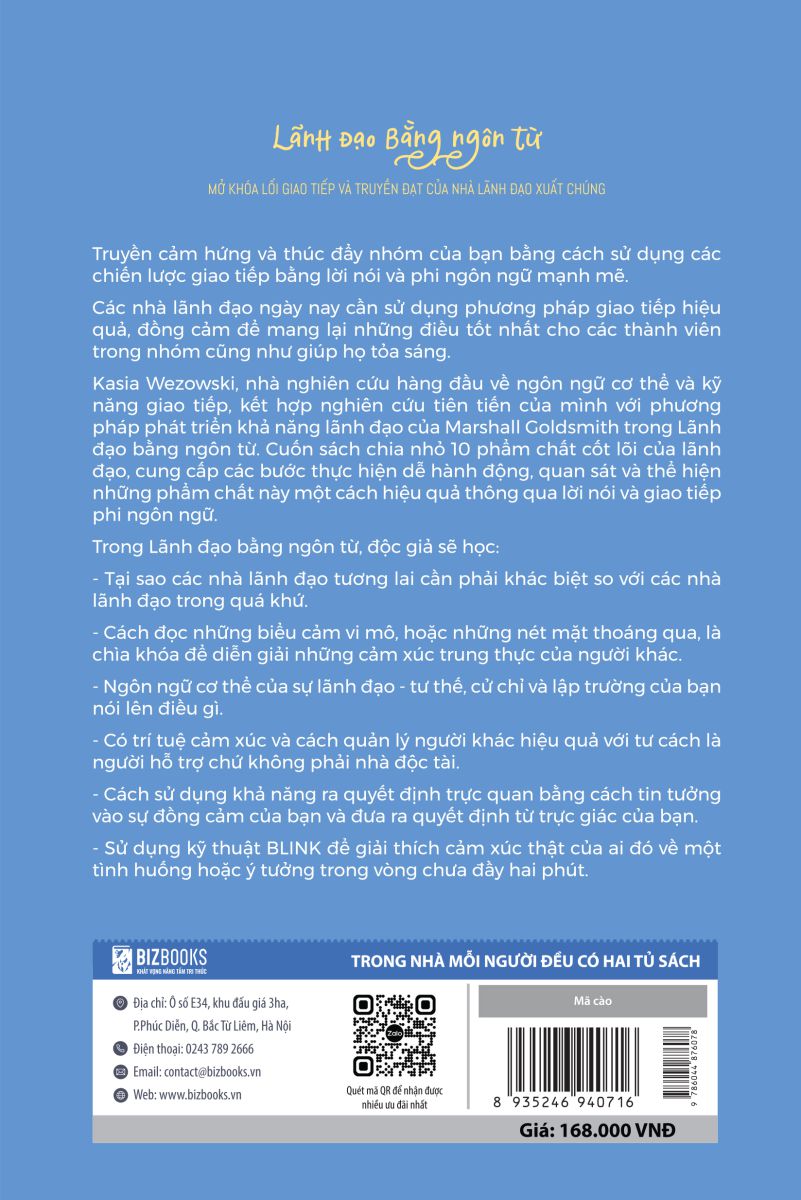 Lãnh Đạo Bằng ngôn từ
MỞ KHÓA LỐI GIAO TIẾP VÀ TRUYỀN ĐẠT CỦA NHÀ LÃNH ĐẠO XUẤT CHÚNG
Truyền cảm hứng và thúc đẩy nhóm của bạn bằng cách sử dụng các
chiến lược giao tiếp bằng lời nói và phi ngôn ngữ mạnh mẽ.
Các nhà lãnh đạo ngày nay cần sử dụng phương pháp giao tiếp hiệu
quả, đồng cảm để mang lại những điều tốt nhất cho các thành viên
trong nhóm cũng như giúp họ tỏa sáng.
Kasia Wezowski, nhà nghiên cứu hàng đầu về ngôn ngữ cơ thể và kỹ
năng giao tiếp, kết hợp nghiên cứu tiên tiến của mình với phương
pháp phát triển khả năng lãnh đạo của Marshall Goldsmith trong Lãnh
đạo bằng ngôn từ. Cuốn sách chia nhỏ 10 phẩm chất cốt lõi của lãnh
đạo, cung cấp các bước thực hiện dễ hành động, quan sát và thể hiện
những phẩm chất này một cách hiệu quả thông qua lời nói và giao tiếp
phi ngôn ngữ.
Trong Lãnh đạo bằng ngôn từ, độc giả sẽ học:
- Tại sao các nhà lãnh đạo tương lai cần phải khác biệt so với các nhà
lãnh đạo trong quá khứ.
- Cách đọc những biểu cảm vi mô, hoặc những nét mặt thoáng qua, là
chìa khóa để diễn giải những cảm xúc trung thực của người khác.
- Ngôn ngữ cơ thể của sự lãnh đạo - tư thế, cử chỉ và lập trường của bạn
nói lên điều gì.
- Có trí tuệ cảm xúc và cách quản lý người khác hiệu quả với tư cách là
người hỗ trợ chứ không phải nhà độc tài.
- Cách sử dụng khả năng ra quyết định trực quan bằng cách tin tưởng
vào sự đồng cảm của bạn và đưa ra quyết định từ trực giác của bạn.
- Sử dụng kỹ thuật BLINK để giải thích cảm xúc thật của ai đó về một
tình huống hoặc ý tưởng trong vòng chưa đầy hai phút.
BIZBOOKS
KHÁT VỌNG NÂNG TẦM TRI THỨC
TRONG NHÀ MỖI NGƯỜI ĐỀU CÓ HAI TỦ SÁCH
Địa chỉ: Ô số E34, khu đấu giá 3ha,
P.Phúc Diễn, Q. Bắc Từ Liêm, Hà Nội
Điện thoại: 0243 789 2666
Email: contact@bizbooks.vn
Web: www.bizbooks.vn
Zalo
Quét mã QR để nhận được
nhiều ưu đãi nhất
Mã cào
8 935246 940716
9 786044 876078
Giá: 168.000 VNĐ